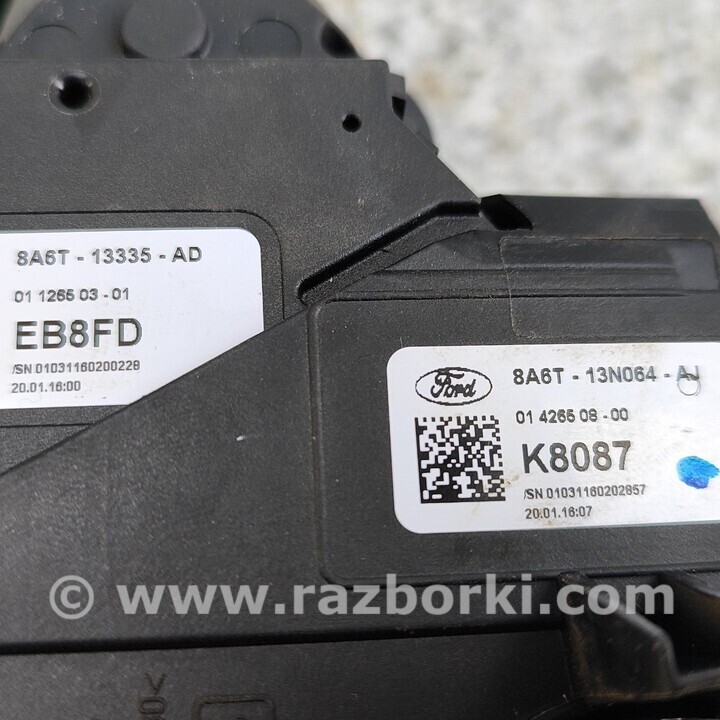 8A6T - 13335 - AD
01 1265 03 - 01
EB8FD
/SN 01031160200228
20.01.16:00
Ford
8A6T - 13N064 - AJ
01 4265 08 - 00
K8087
/SN 01031160202857
20.01.16:07
© www.razborki.com